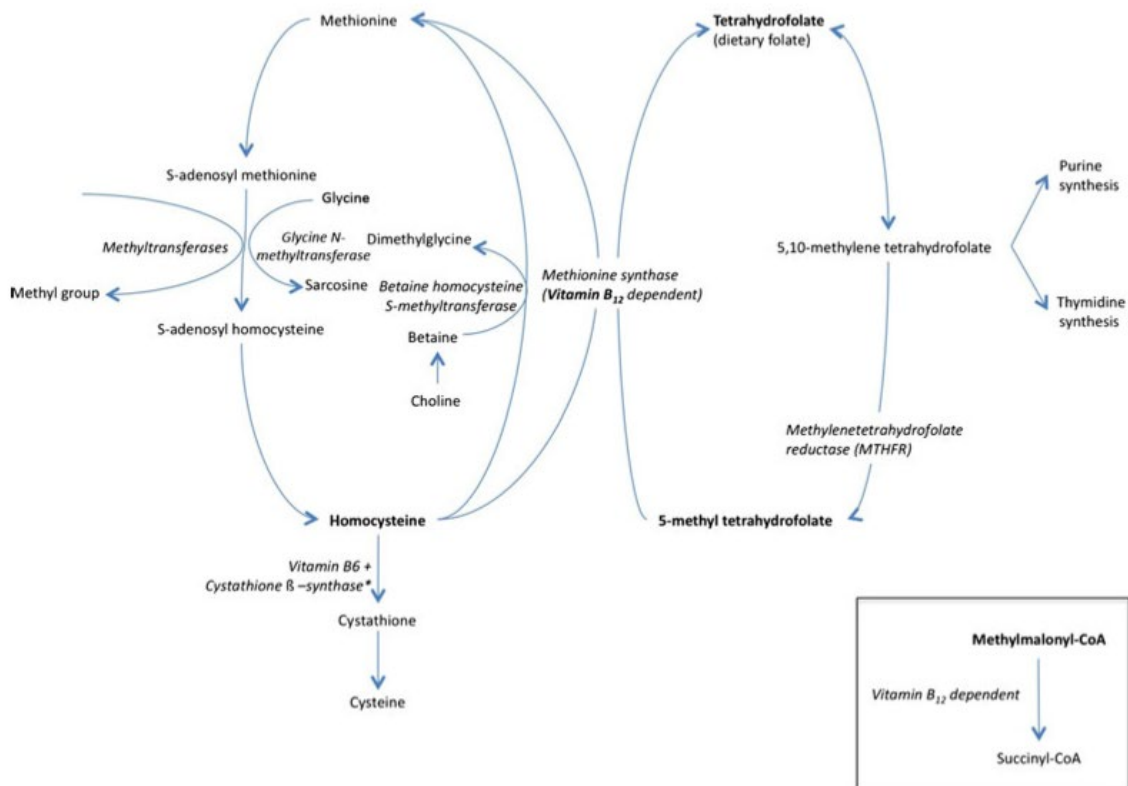 Methionine
Tetrahydrofolate
(dietary folate)
S-adenosyl methionine
Glycine
Purine
synthesis
Methyltransferases
Glycine N-
methyltransferase
Dimethylglycine
5,10-methylene tetrahydrofolate
Methyl group
Sarcosine
Betaine homocysteine
S-methyltransferase
Methionine synthase
(Vitamin B12 dependent)
Thymidine
synthesis
S-adenosyl homocysteine
Betaine
Choline
Methylenetetrahydrofolate
reductase (MTHFR)
Homocysteine
5-methyl tetrahydrofolate
Vitamin B6 +
Cystathione ß –synthase*
Cystathione
Cysteine
Methylmalonyl-CoA
Vitamin B12 dependent
Succinyl-CoA